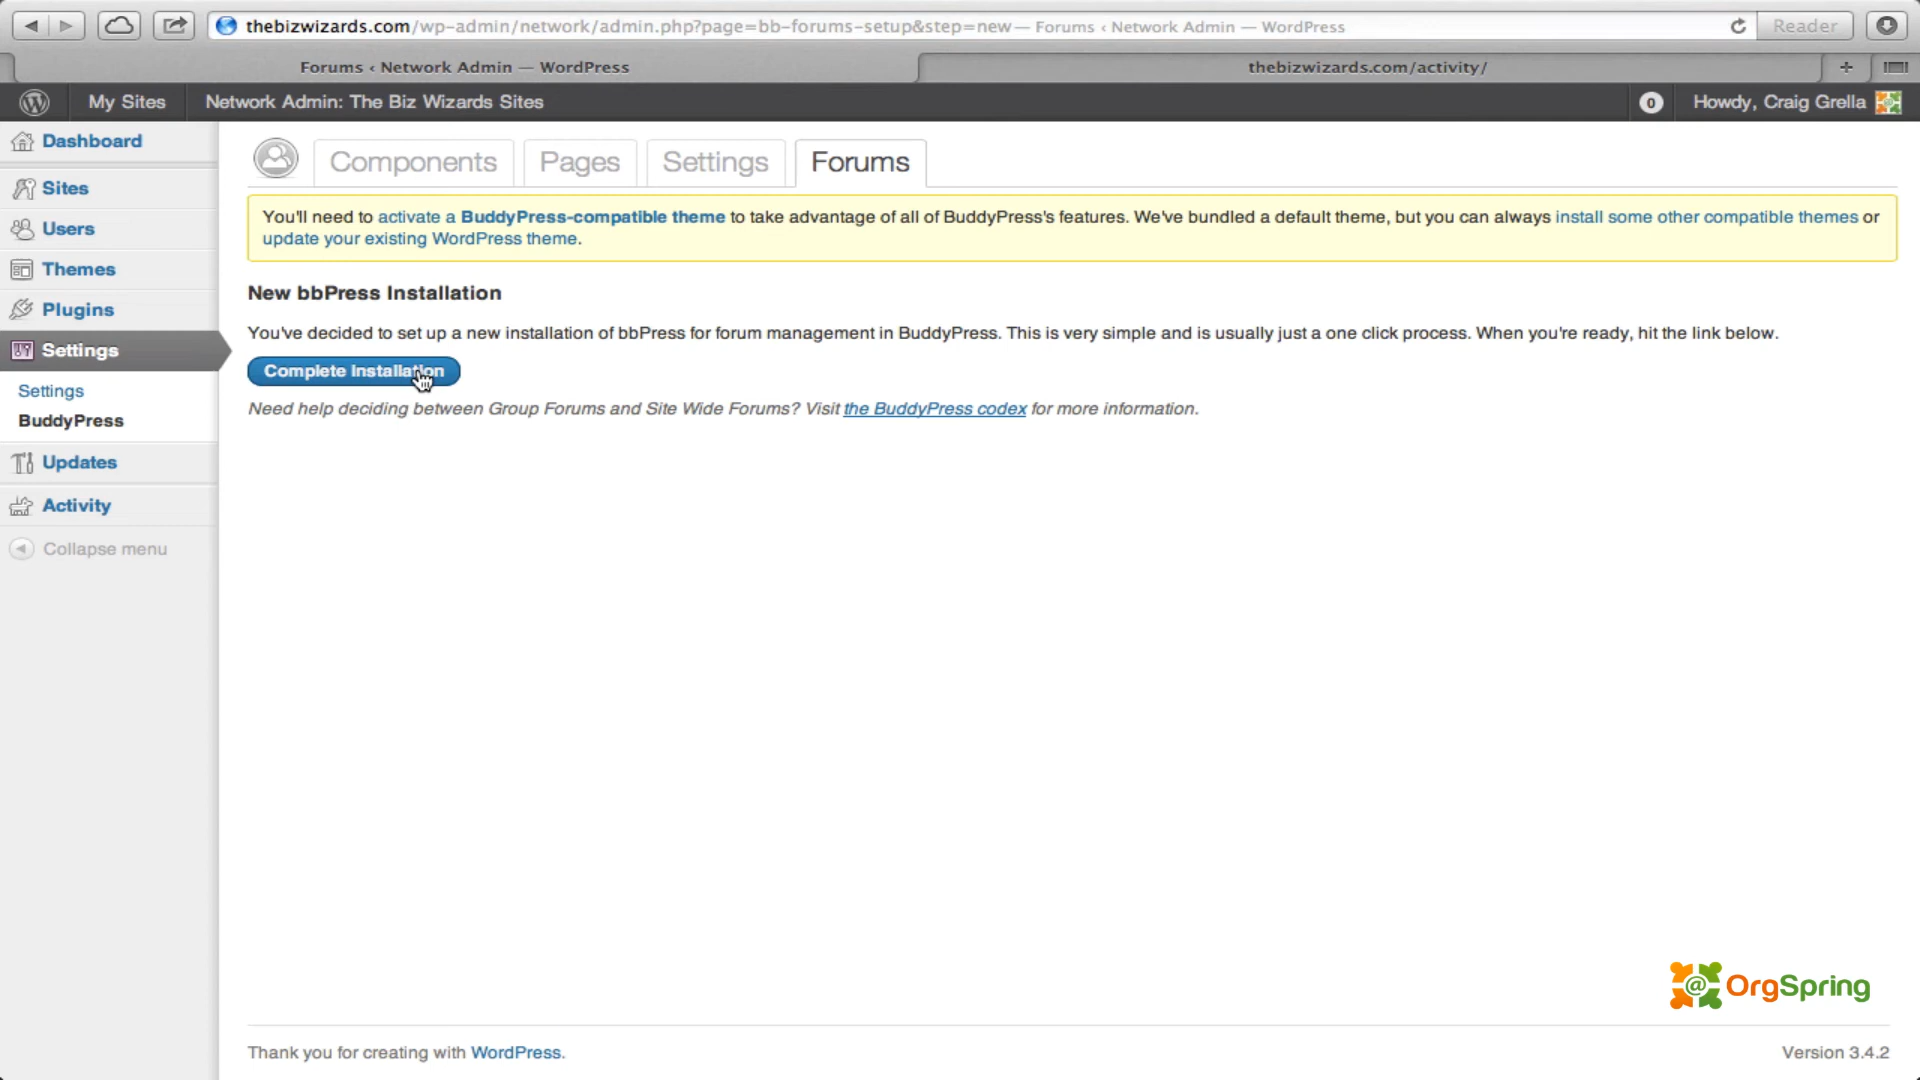 thebizwizards.com/wp-admin/network/admin.php?page=bb-forums-setup&step=new — Forums ‹ Network Admin — WordPress
Reader
Forums ‹ Network Admin — WordPress
thebizwizards.com/activity/
My Sites
Network Admin: The Biz Wizards Sites
0
Howdy, Craig Grella
Dashboard
Sites
Users
Themes
Plugins
Settings
Settings
BuddyPress
Updates
Activity
Collapse menu
Components
Pages
Settings
Forums
You'll need to activate a BuddyPress-compatible theme to take advantage of all of BuddyPress's features. We've bundled a default theme, but you can always install some other compatible themes or
update your existing WordPress theme.
New bbPress Installation
You've decided to set up a new installation of bbPress for forum management in BuddyPress. This is very simple and is usually just a one click process. When you're ready, hit the link below.
Complete Installation
Need help deciding between Group Forums and Site Wide Forums? Visit the BuddyPress codex for more information.
@ OrgSpring
Thank you for creating with WordPress.
Version 3.4.2